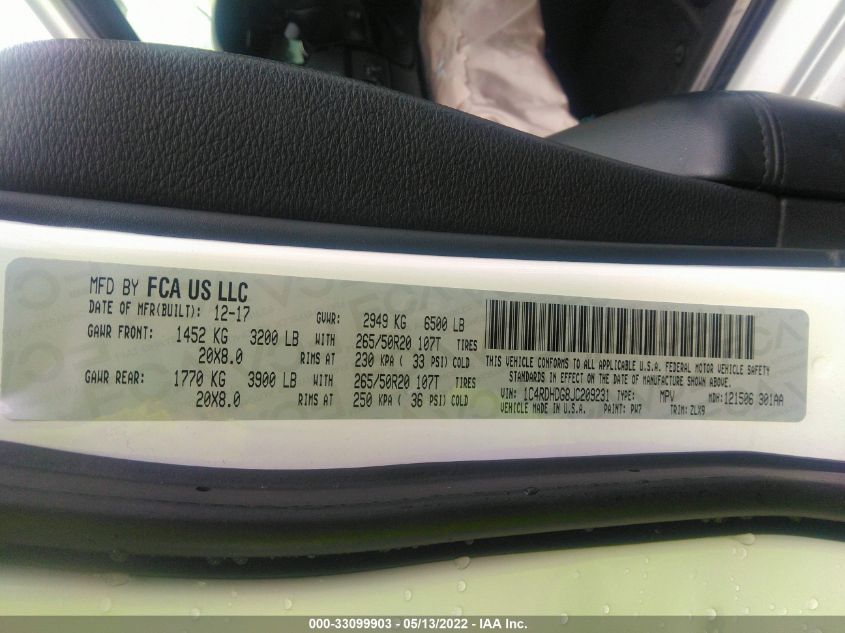 MFD BY FCA US LLC
DATE OF MFR(BUILT): 12-17 GVWR: 2949 KG 6500 LB
GAWR FRONT: 1452 KG 3200 LB WITH 265/50R20 107T TIRES
20X8.0 RIMS AT 230 KPA ( 33 PSI) COLD
GAWR REAR: 1770 KG 3900 LB WITH 265/50R20 107T TIRES
20X8.0 RIMS AT 250 KPA ( 36 PSI) COLD
THIS VEHICLE CONFORMS TO ALL APPLICABLE U.S.A. FEDERAL MOTOR VEHICLE SAFETY
STANDARDS IN EFFECT ON THE DATE OF MANUFACTURE SHOWN ABOVE.
VIN: 1C4RDHDG8JC209231 TYPE: MPV MDH: 121506 301AA
VEHICLE MADE IN U.S.A. PAINT: PW7 TRIM: ZLX9
000-33099903 - 05/13/2022 - IAA Inc.